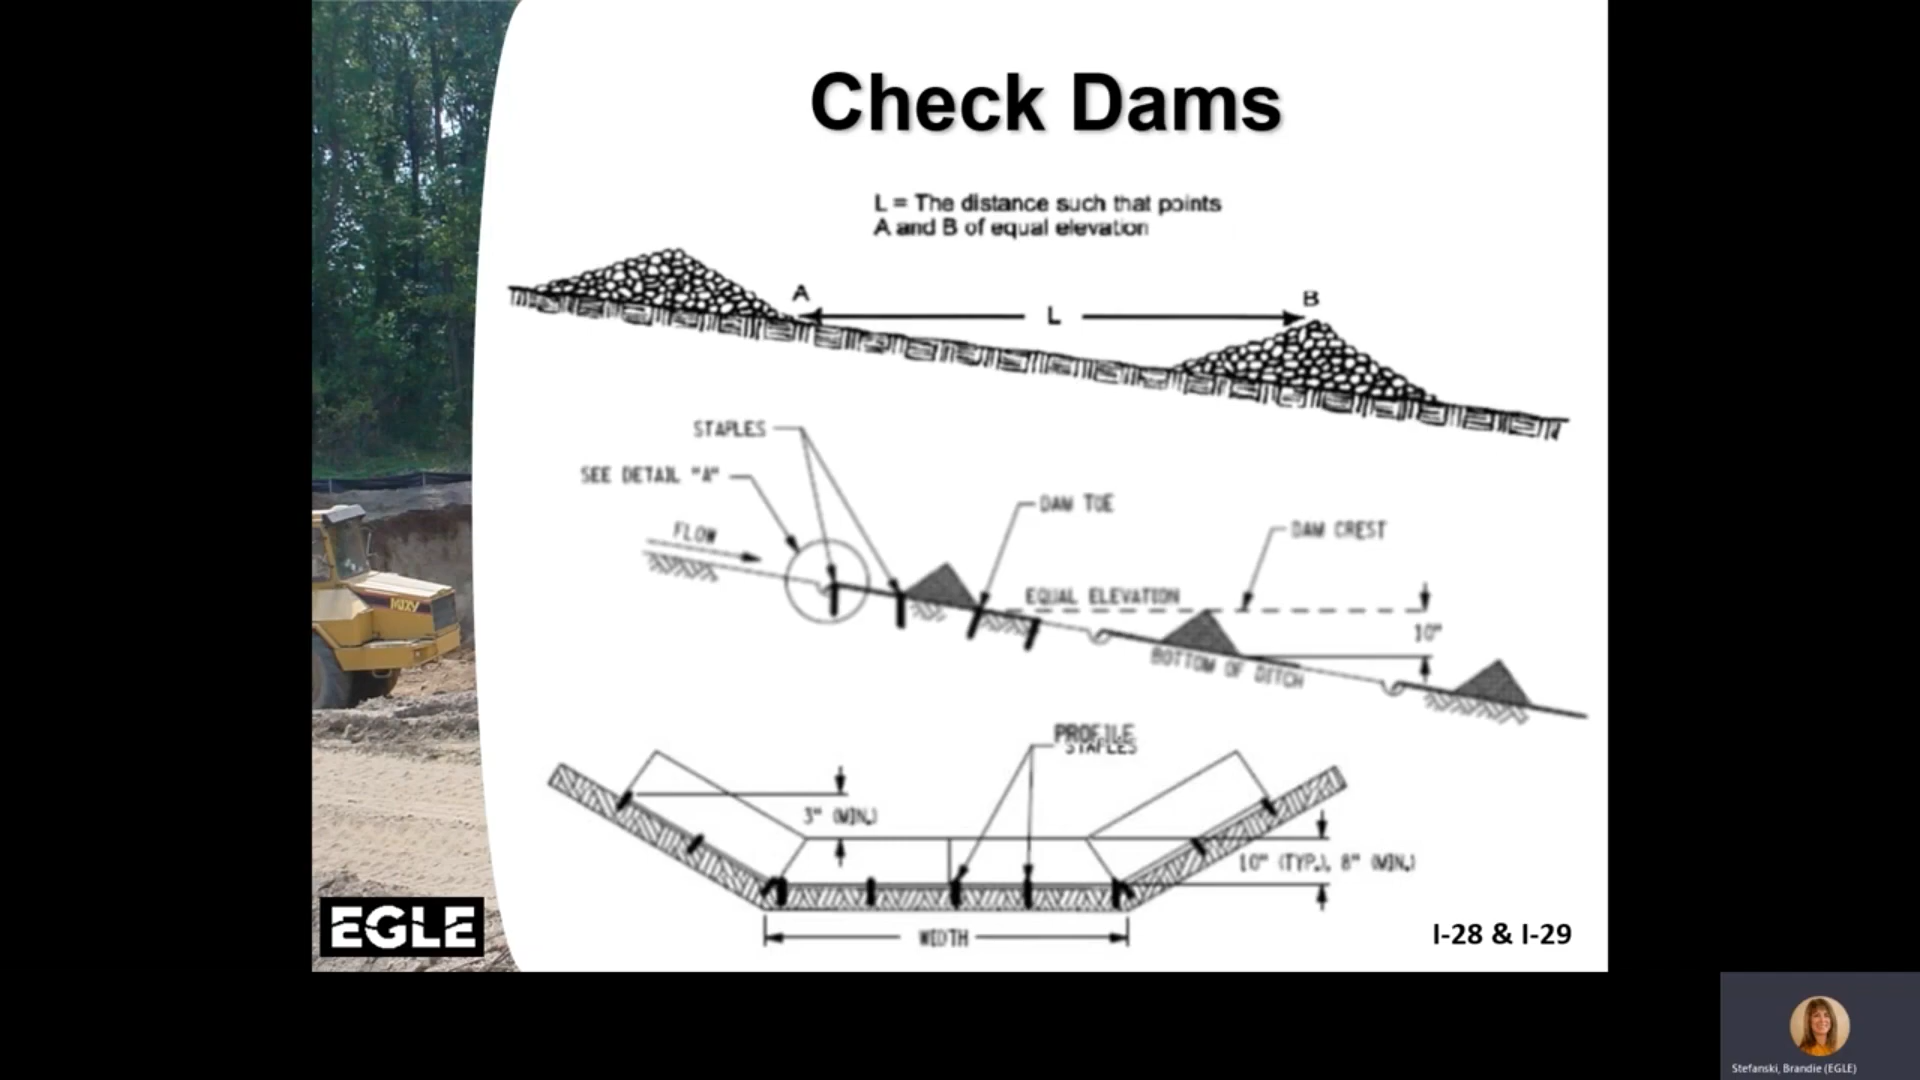 Check Dams
L = The distance such that points
A and B of equal elevation
A
B
L
STAPLES
SEE DETAIL "A"
DAM TOE
FLOW
DAM CREST
EQUAL ELEVATION
10"
BOTTOM OF DITCH
PROFILE
STAPLES
3" (MIN.)
10" (TYP.), 8" (MIN.)
WIDTH
EGLE
I-28 & I-29
Stefanski, Brandie (EGLE)